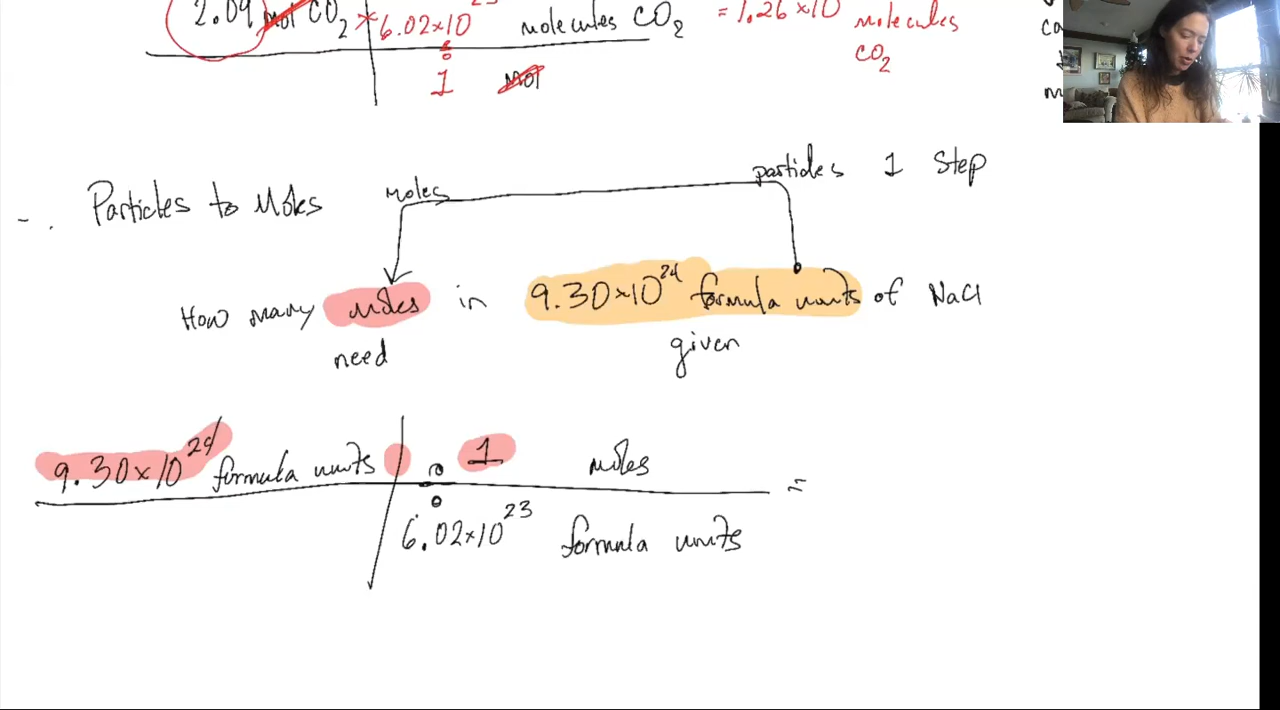 2.09 mol CO2 × 6.02×10 molecules CO2 = 1.26×10 molecules
CO2
1 mol
ca
m
particles 1 Step
Particles to Moles moles
How many moles in 9.30×10^24 formula units of NaCl
need given
9.30×10^24 formula units 1 moles =
6.02×10^23 formula units